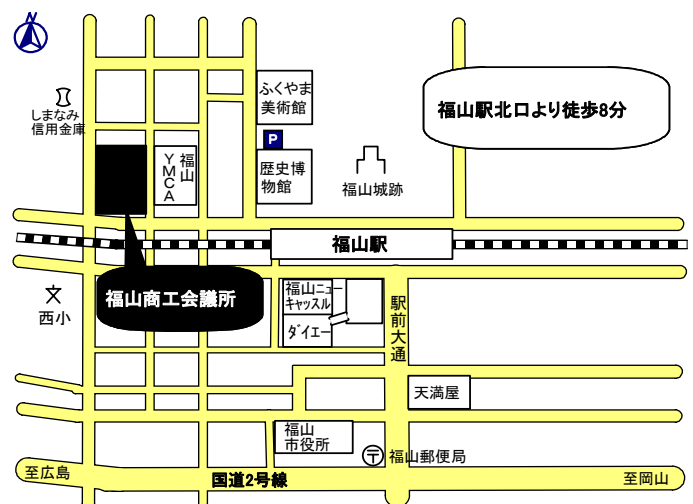 N
ふくやま
美術館
福山駅北口より徒歩8分
しまなみ
信用金庫
P
福山
YMCA
歴史博
物館
福山城跡
福山駅
福山商工会議所
西小
福山ニュー
キャッスル
ダイエー
駅前大通
天満屋
福山
市役所
福山郵便局
至広島
国道2号線
至岡山